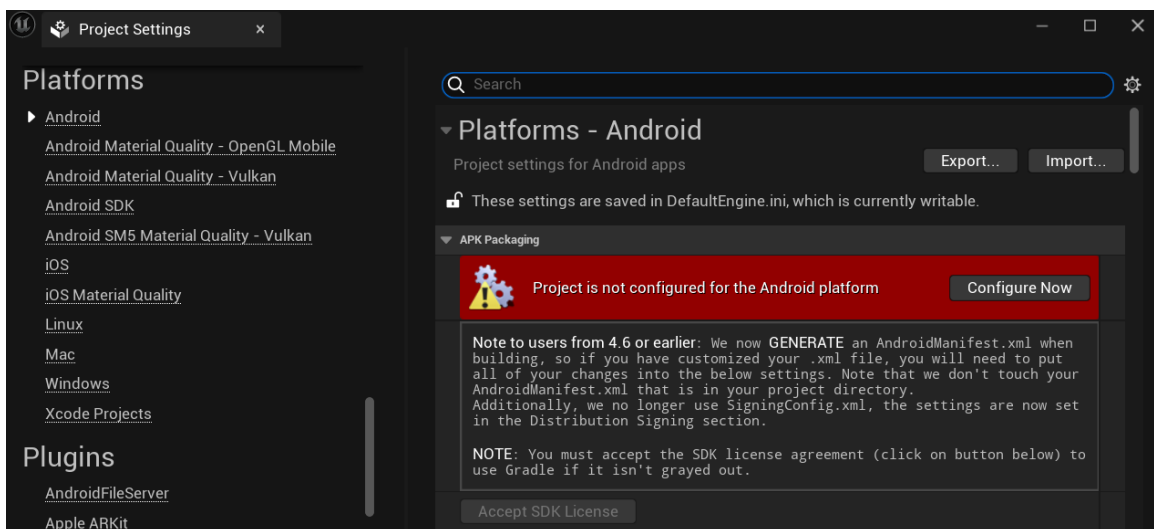 Project Settings
Platforms
Android
Android Material Quality - OpenGL Mobile
Android Material Quality - Vulkan
Android SDK
Android SM5 Material Quality - Vulkan
iOS
iOS Material Quality
Linux
Mac
Windows
Xcode Projects
Plugins
AndroidFileServer
Apple ARKit
Search
Platforms - Android
Project settings for Android apps
Export...
Import...
These settings are saved in DefaultEngine.ini, which is currently writable.
APK Packaging
Project is not configured for the Android platform
Configure Now
Note to users from 4.6 or earlier: We now GENERATE an AndroidManifest.xml when
building, so if you have customized your .xml file, you will need to put
all of your changes into the below settings. Note that we don't touch your
AndroidManifest.xml that is in your project directory.
Additionally, we no longer use SigningConfig.xml, the settings are now set
in the Distribution Signing section.
NOTE: You must accept the SDK license agreement (click on button below) to
use Gradle if it isn't grayed out.
Accept SDK License